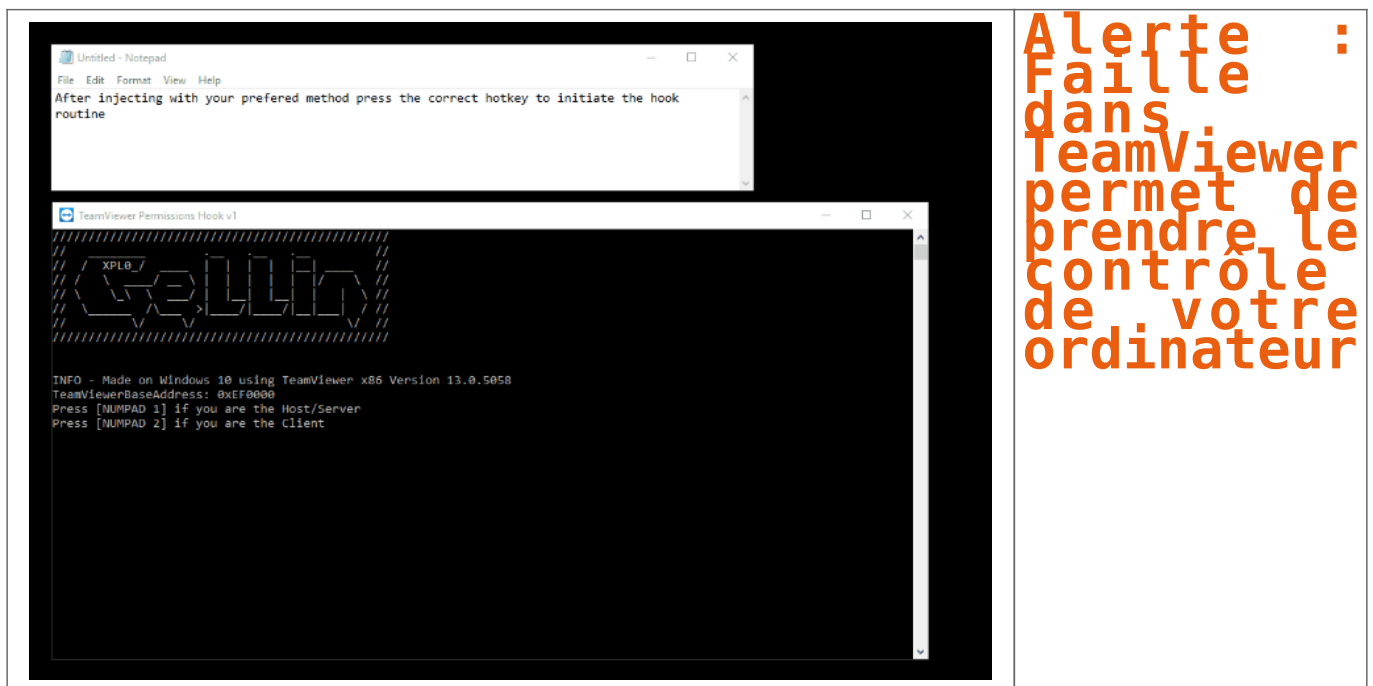 Untitled - Notepad
File Edit Format View Help
After injecting with your prefered method press the correct hotkey to initiate the hook
routine
TeamViewer Permissions Hook v1
///////////////////////////////////////////////
XPL0
Gellin
///////////////////////////////////////////////
INFO - Made on Windows 10 using TeamViewer x86 Version 13.0.5058
TeamViewerBaseAddress: 0xEF0000
Press [NUMPAD 1] if you are the Host/Server
Press [NUMPAD 2] if you are the Client
Alerte :
Faille
dans
TeamViewer
permet de
prendre le
contrôle
de votre
ordinateur